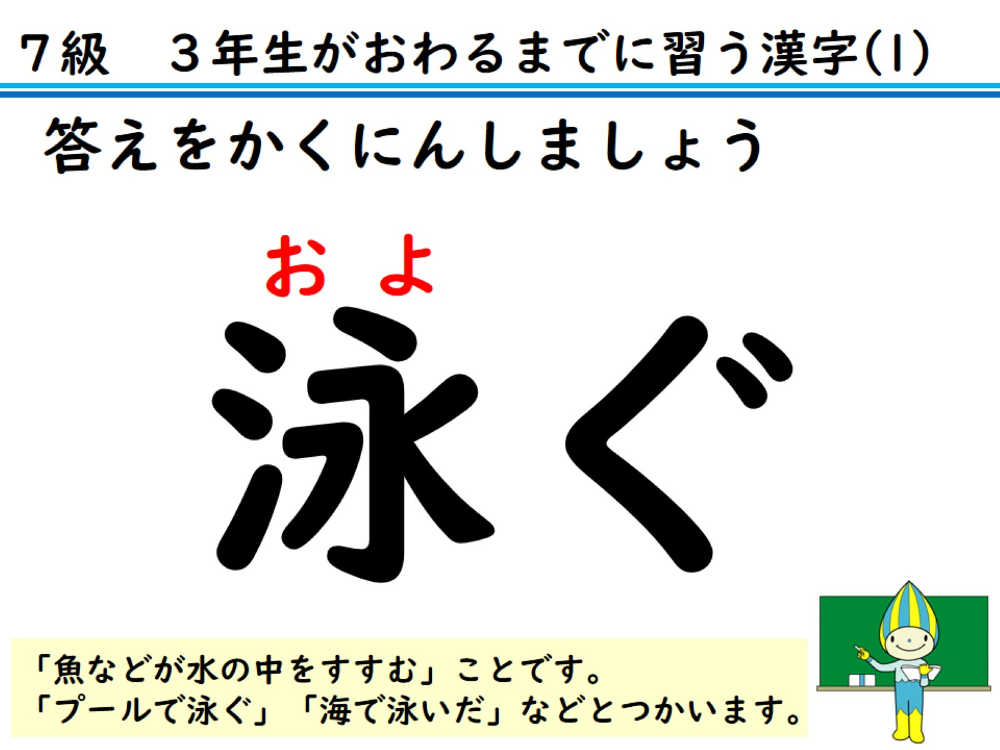 ７級　３年生がおわるまでに習う漢字(1)
答えをかくにんしましょう
およ
泳ぐ
「魚などが水の中をすすむ」ことです。
「プールで泳ぐ」「海で泳いだ」などとつかいます。